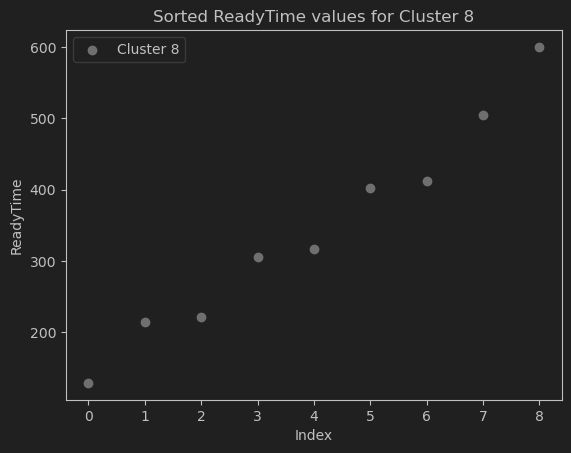 Sorted ReadyTime values for Cluster 8
Cluster 8
600
500
400
300
200
ReadyTime
0 1 2 3 4 5 6 7 8
Index